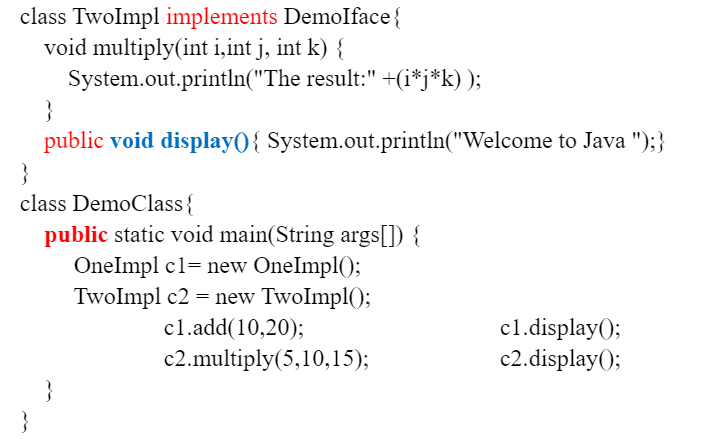 class TwoImpl implements DemoIface{
void multiply(int i,int j, int k) {
System.out.println("The result:" +(i*j*k) );
}
public void display(){ System.out.println("Welcome to Java ");}
}
class DemoClass{
public static void main(String args[]) {
OneImpl c1= new OneImpl();
TwoImpl c2 = new TwoImpl();
c1.add(10,20); c1.display();
c2.multiply(5,10,15); c2.display();
}
}